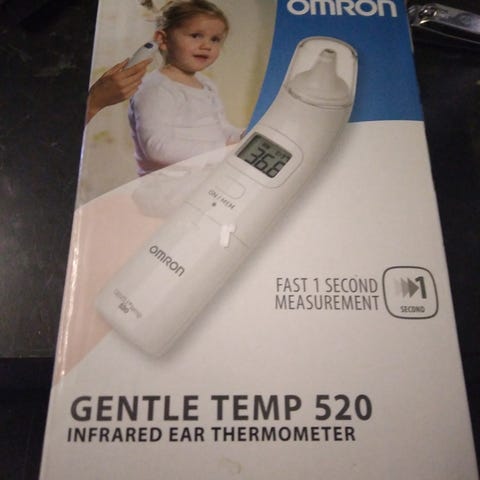 OMRON
36.6
ON / MEM
OMRON
FAST 1 SECOND
MEASUREMENT
1
SECOND
GENTLE TEMP 520
INFRARED EAR THERMOMETER